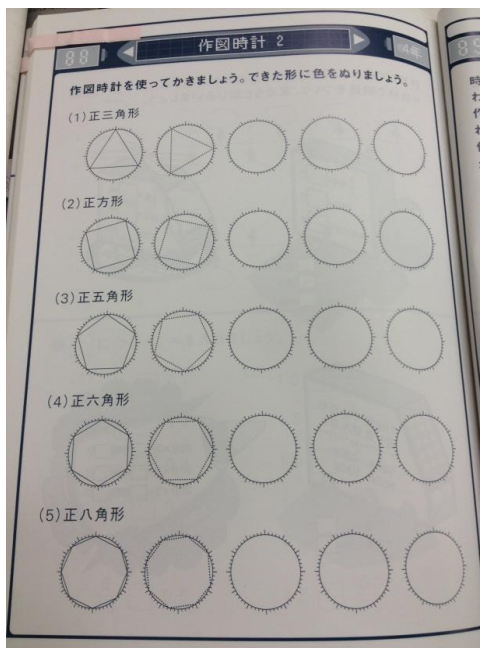 88
作図時計 2
4年
89
作図時計を使ってかきましょう。できた形に色をぬりましょう。
(1)正三角形
(2)正方形
(3)正五角形
(4)正六角形
(5)正八角形